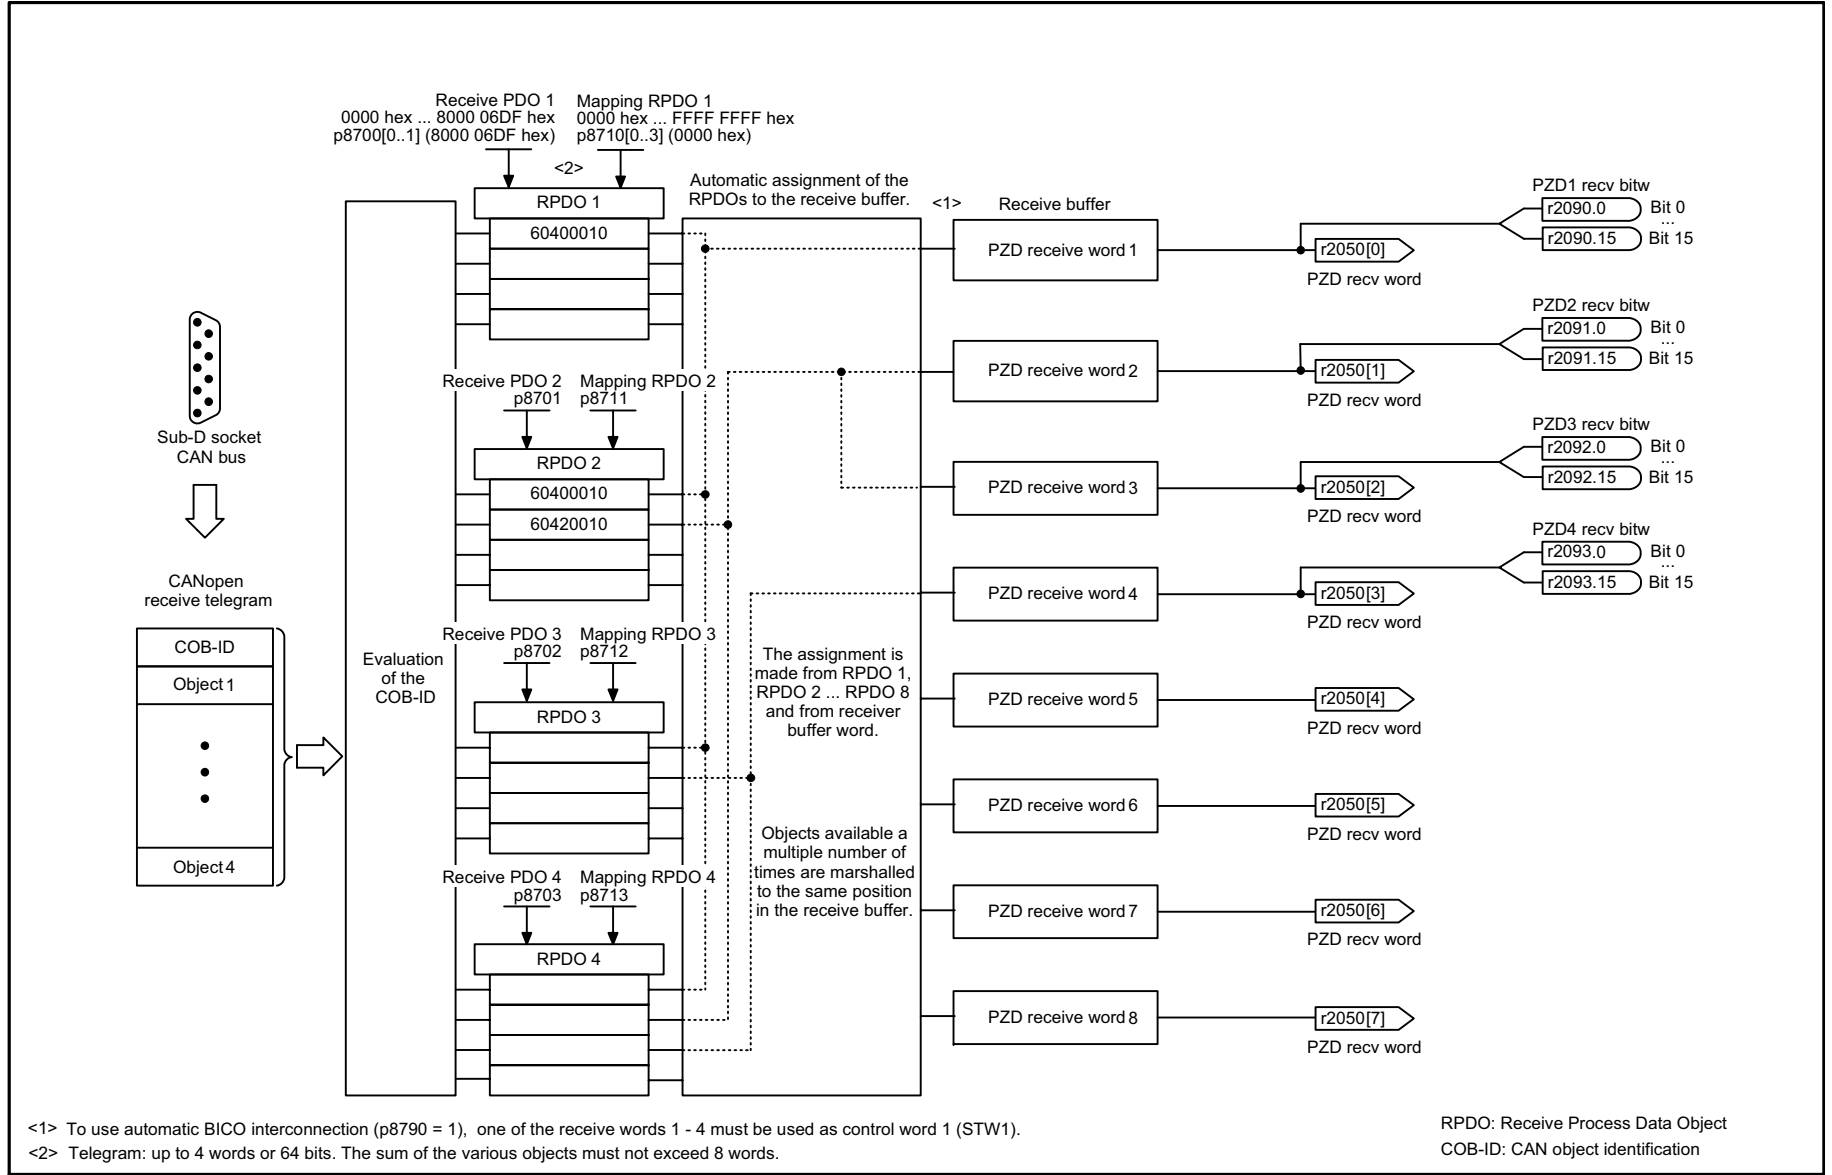 Receive PDO 1
0000 hex ... 8000 06DF hex
p8700[0..1] (8000 06DF hex)
Mapping RPDO 1
0000 hex ... FFFF FFFF hex
p8710[0..3] (0000 hex)
<2>
RPDO 1
60400010
Automatic assignment of the
RPDOs to the receive buffer.
<1>
Receive buffer
PZD receive word 1
r2050[0]
PZD recv word
PZD1 recv bitw
r2090.0
Bit 0
...
r2090.15
Bit 15
PZD receive word 2
r2050[1]
PZD recv word
PZD2 recv bitw
r2091.0
Bit 0
...
r2091.15
Bit 15
Sub-D socket
CAN bus
Receive PDO 2
p8701
Mapping RPDO 2
p8711
RPDO 2
60400010
60420010
PZD receive word 3
r2050[2]
PZD recv word
PZD3 recv bitw
r2092.0
Bit 0
...
r2092.15
Bit 15
PZD receive word 4
r2050[3]
PZD recv word
PZD4 recv bitw
r2093.0
Bit 0
...
r2093.15
Bit 15
CANopen
receive telegram
COB-ID
Object 1
Object 4
Evaluation
of the
COB-ID
Receive PDO 3
p8702
Mapping RPDO 3
p8712
RPDO 3
The assignment is
made from RPDO 1,
RPDO 2 ... RPDO 8
and from receiver
buffer word.
PZD receive word 5
r2050[4]
PZD recv word
PZD receive word 6
r2050[5]
PZD recv word
Objects available a
multiple number of
times are marshalled
to the same position
in the receive buffer.
Receive PDO 4
p8703
Mapping RPDO 4
p8713
RPDO 4
PZD receive word 7
r2050[6]
PZD recv word
PZD receive word 8
r2050[7]
PZD recv word
<1> To use automatic BICO interconnection (p8790 = 1), one of the receive words 1 - 4 must be used as control word 1 (STW1).
<2> Telegram: up to 4 words or 64 bits. The sum of the various objects must not exceed 8 words.
RPDO: Receive Process Data Object
COB-ID: CAN object identification